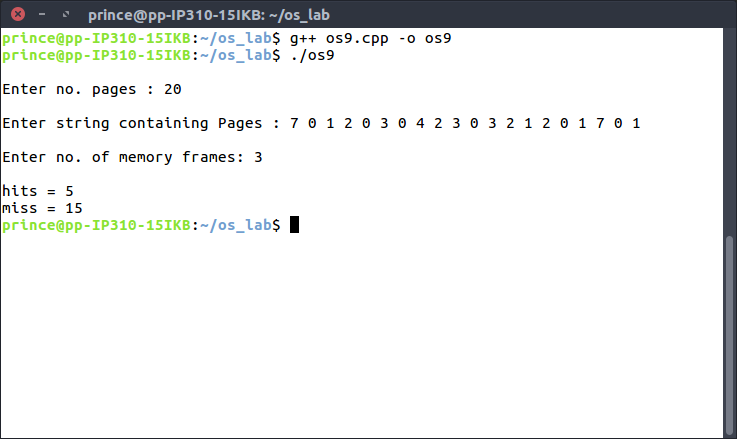 prince@pp-IP310-15IKB: ~/os_lab
prince@pp-IP310-15IKB:~/os_lab$ g++ os9.cpp -o os9
prince@pp-IP310-15IKB:~/os_lab$ ./os9
Enter no. pages : 20
Enter string containing Pages : 7 0 1 2 0 3 0 4 2 3 0 3 2 1 2 0 1 7 0 1
Enter no. of memory frames: 3
hits = 5
miss = 15
prince@pp-IP310-15IKB:~/os_lab$